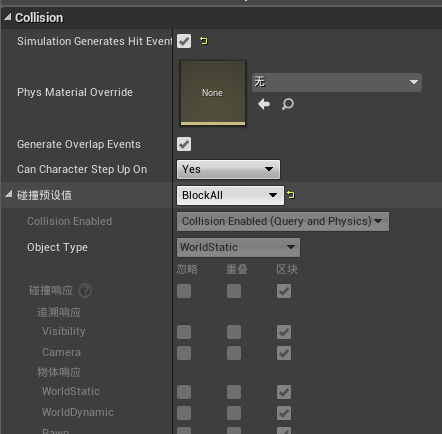 Collision
Simulation Generates Hit Event
Phys Material Override
None
无
Generate Overlap Events
Can Character Step Up On
Yes
碰撞预设值
BlockAll
Collision Enabled
Collision Enabled (Query and Physics)
Object Type
WorldStatic
忽略 重叠 区块
碰撞响应 ?
追溯响应
Visibility
Camera
物体响应
WorldStatic
WorldDynamic
Pawn